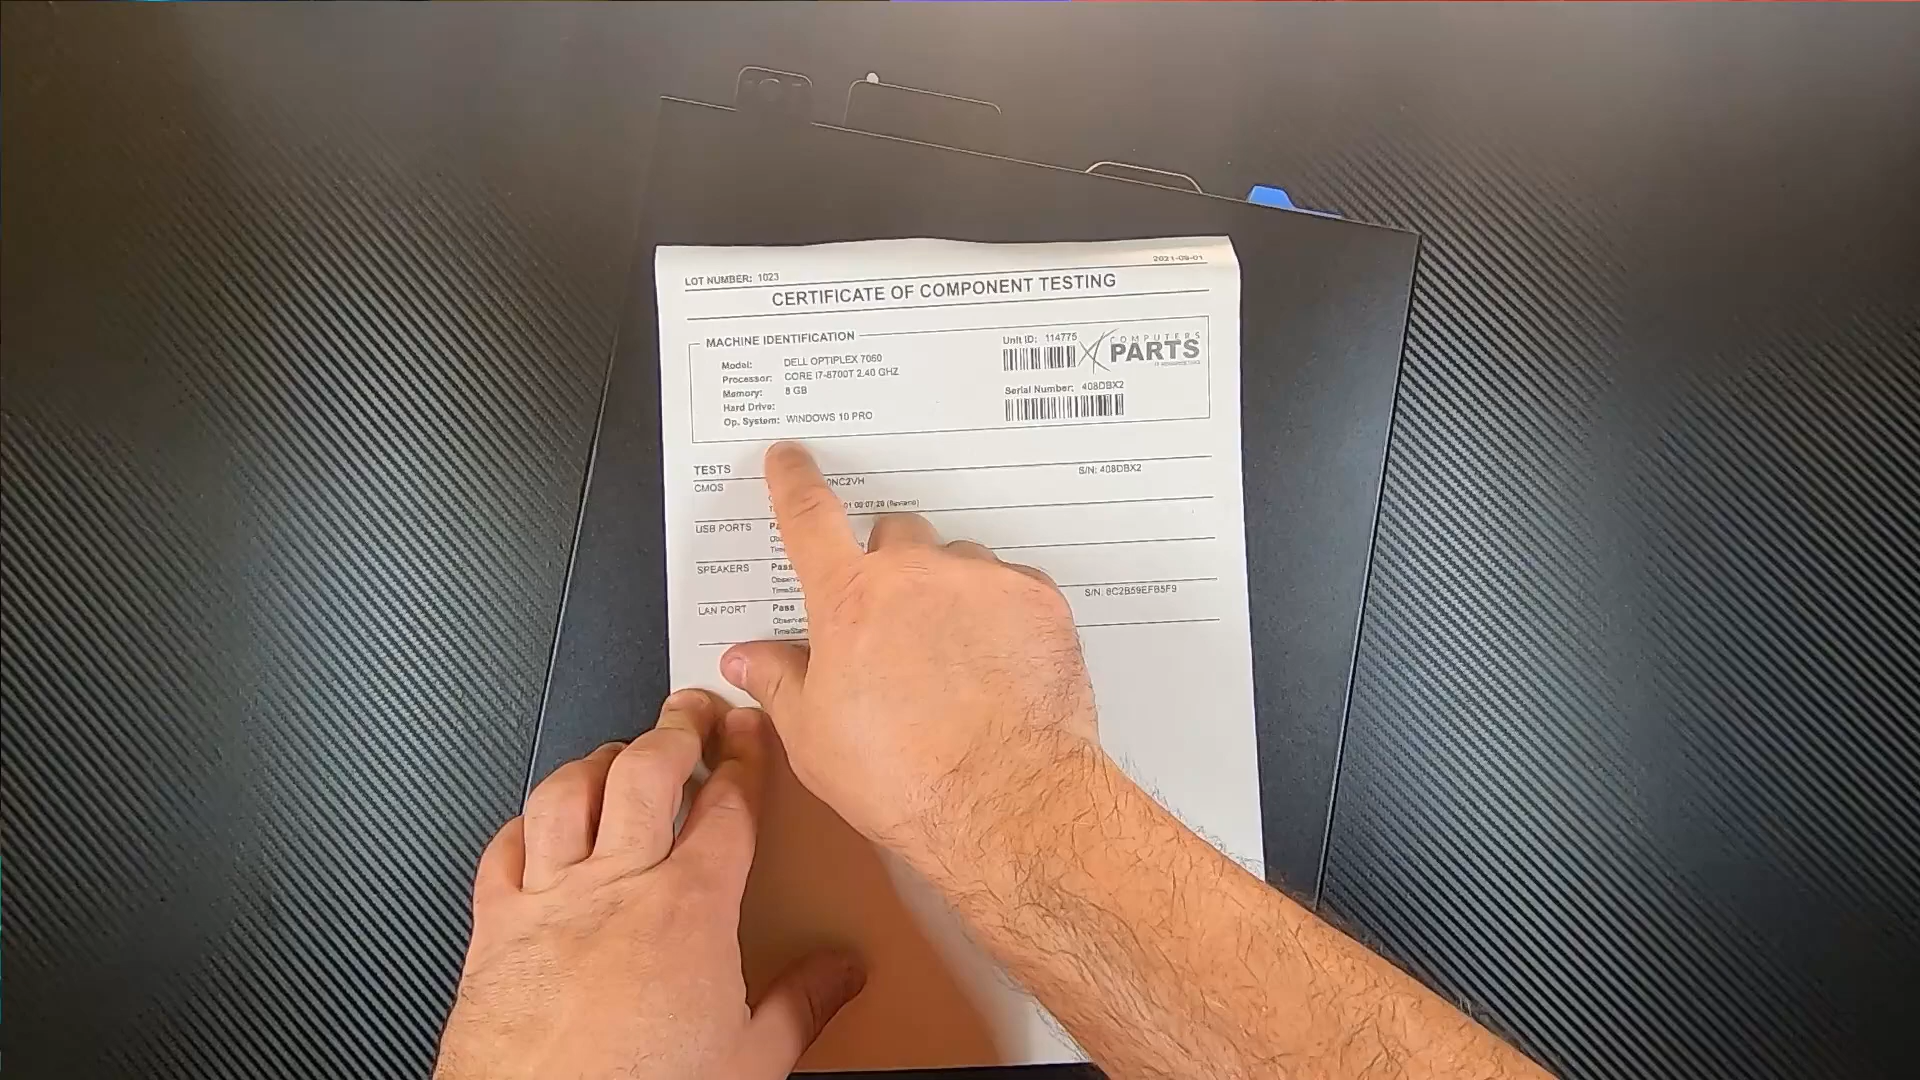 2021-09-01
LOT NUMBER: 1023
CERTIFICATE OF COMPONENT TESTING
MACHINE IDENTIFICATION
Model: DELL OPTIPLEX 7060
Processor: CORE I7-8700T 2.40 GHZ
Memory: 8 GB
Hard Drive:
Op. System: WINDOWS 10 PRO
Unit ID: 114775
Serial Number: 408DBX2
COMPUTERS
PARTS
TESTS
CMOS
0NC2VH
S/N: 408DBX2
USB PORTS
SPEAKERS Pass
LAN PORT Pass
S/N: 8C2B59EFB5F9